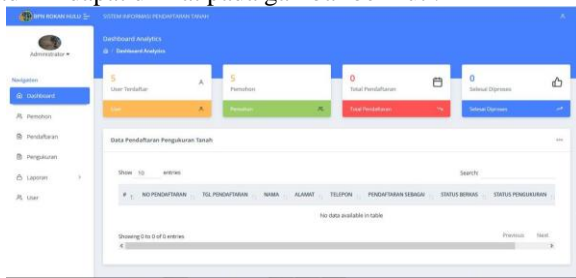 BPN ROKAN HULU
SISTEM INFORMASI PENDAFTARAN TANAH
Administrator
Dashboard Analytics
/ Dashboard Analytics
Navigation
Dashboard
Pemohon
Pendaftaran
Pengukuran
Laporan
User
5
User Terdaftar
User
5
Pemohon
Pemohon
0
Total Pendaftaran
Total Pendaftaran
0
Selesai Diproses
Selesai Diproses
Data Pendaftaran Pengukuran Tanah
Show 10 entries
Search:
# NO PENDAFTARAN TGL PENDAFTARAN NAMA ALAMAT TELEPON PENDAFTARAN SEBAGAI STATUS BERKAS STATUS PENGUKURAN
No data available in table
Showing 0 to 0 of 0 entries
Previous Next